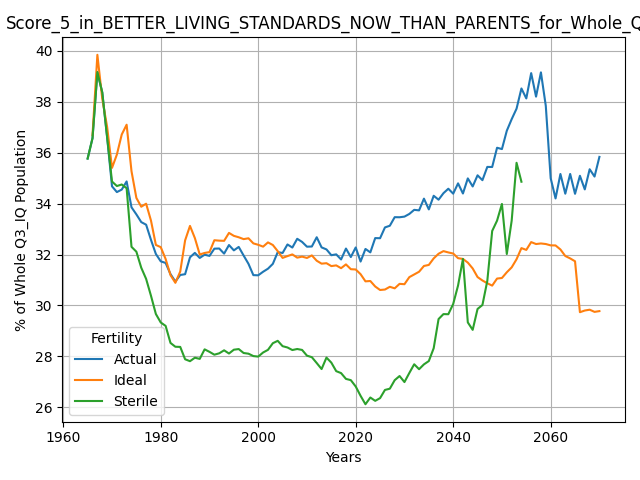 Score_5_in_BETTER_LIVING_STANDARDS_NOW_THAN_PARENTS_for_Whole_Q
40
38
36
34
32
30
28
26
% of Whole Q3_IQ Population
Fertility
Actual
Ideal
Sterile
1960 1980 2000 2020 2040 2060
Years